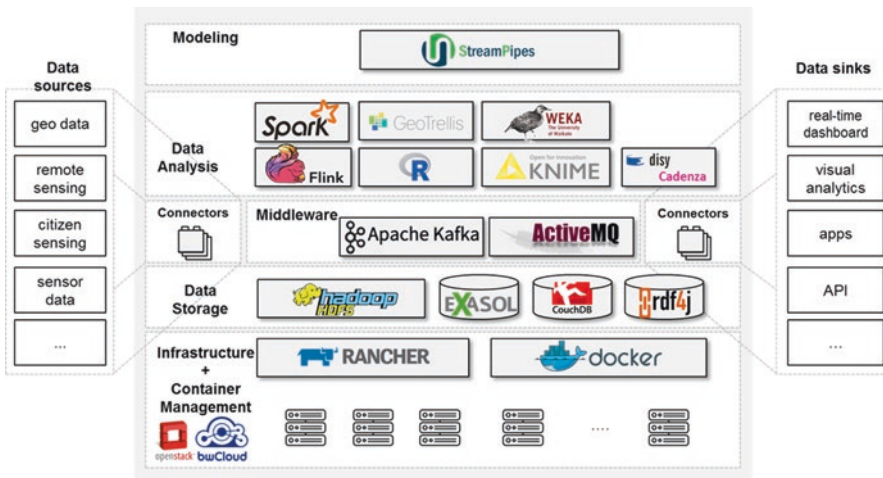 Modeling
StreamPipes
Data
sources
geo data
remote
sensing
citizen
sensing
sensor
data
...
Data
Analysis
Spark
GeoTrellis
WEKA
The University
of Waikato
Flink
R
Open for Innovation
KNIME
disy
Cadenza
Connectors
Middleware
Apache Kafka
ActiveMQ
Connectors
Data
Storage
hadoop
HDFS
EXASOL
CouchDB
rdf4j
Infrastructure
+
Container
Management
RANCHER
docker
openstack
bwCloud
....
Data sinks
real-time
dashboard
visual
analytics
apps
API
...